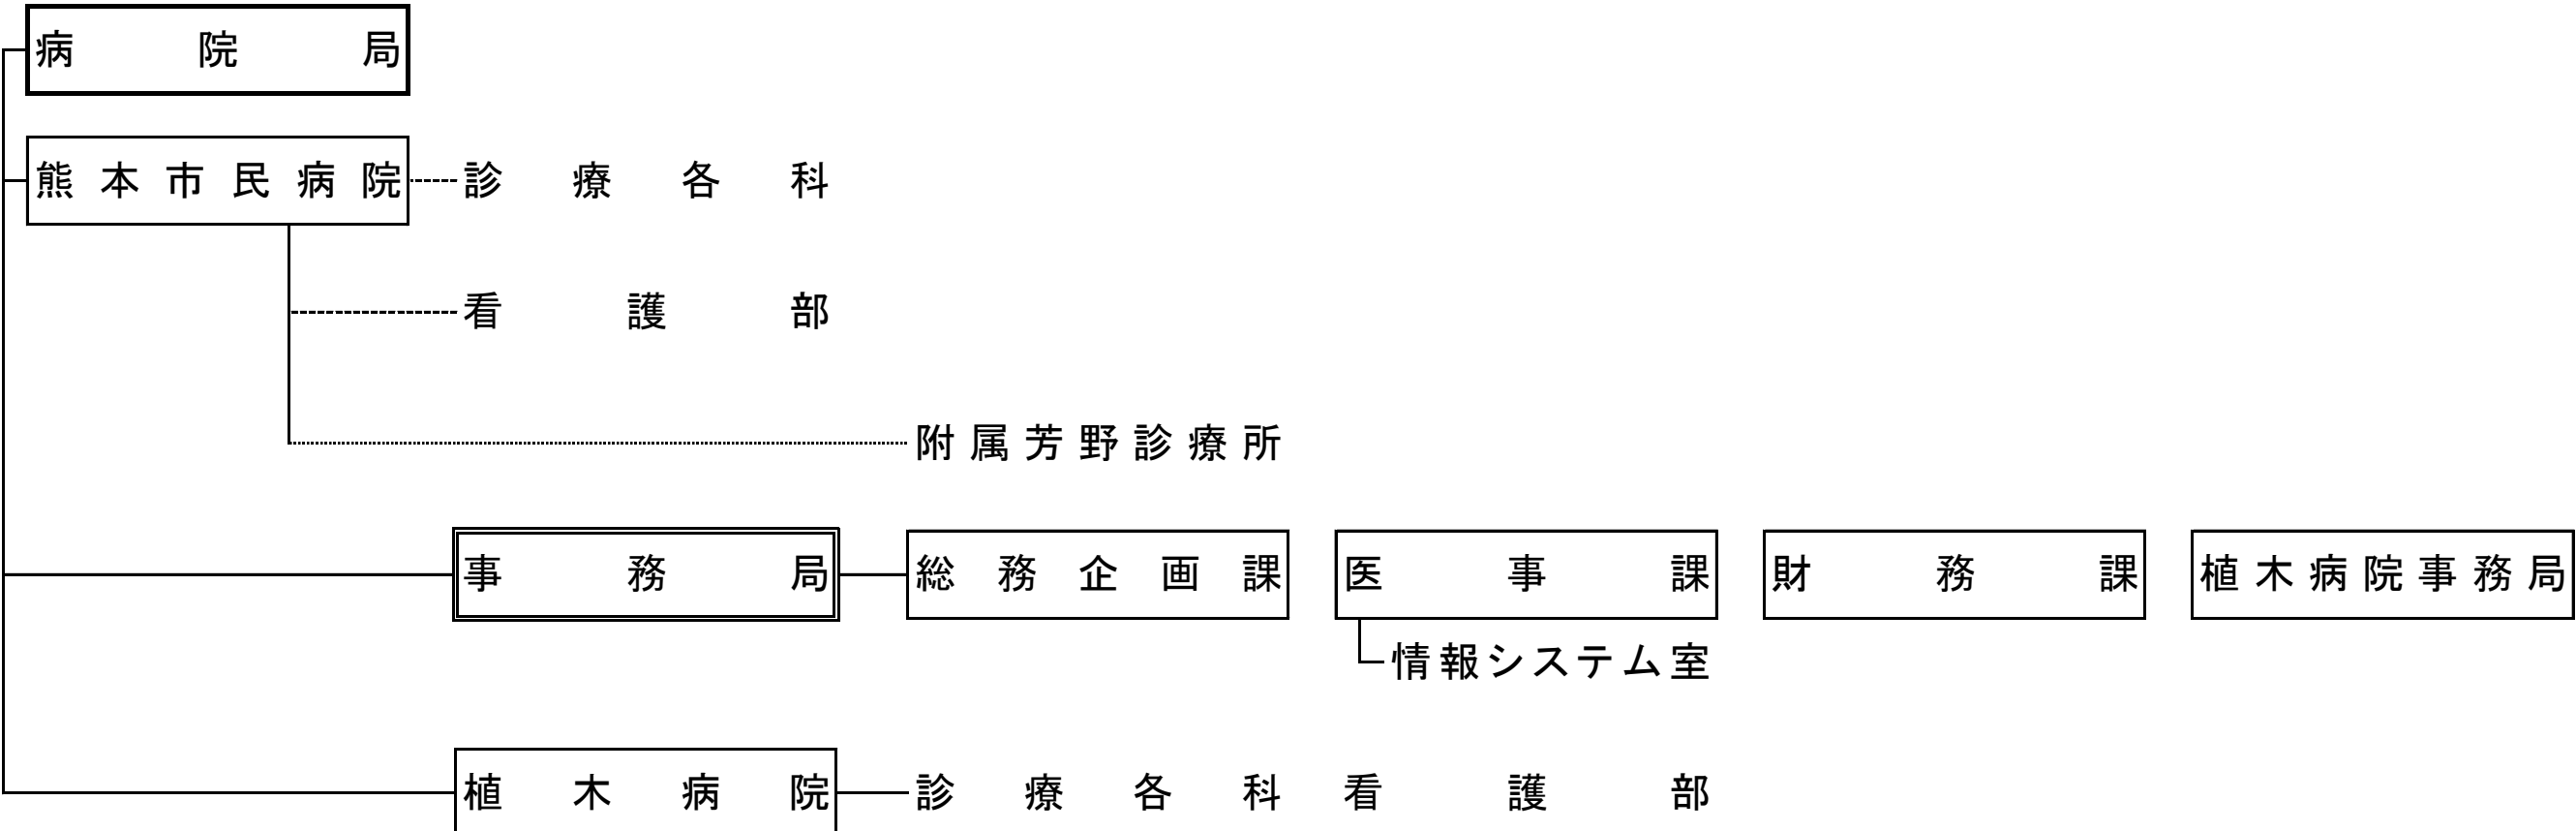 病院局
熊本市民病院 診療各科
看護部
附属芳野診療所
事務局 総務企画課 医事課 財務課 植木病院事務局
情報システム室
植木病院 診療各科 看護部